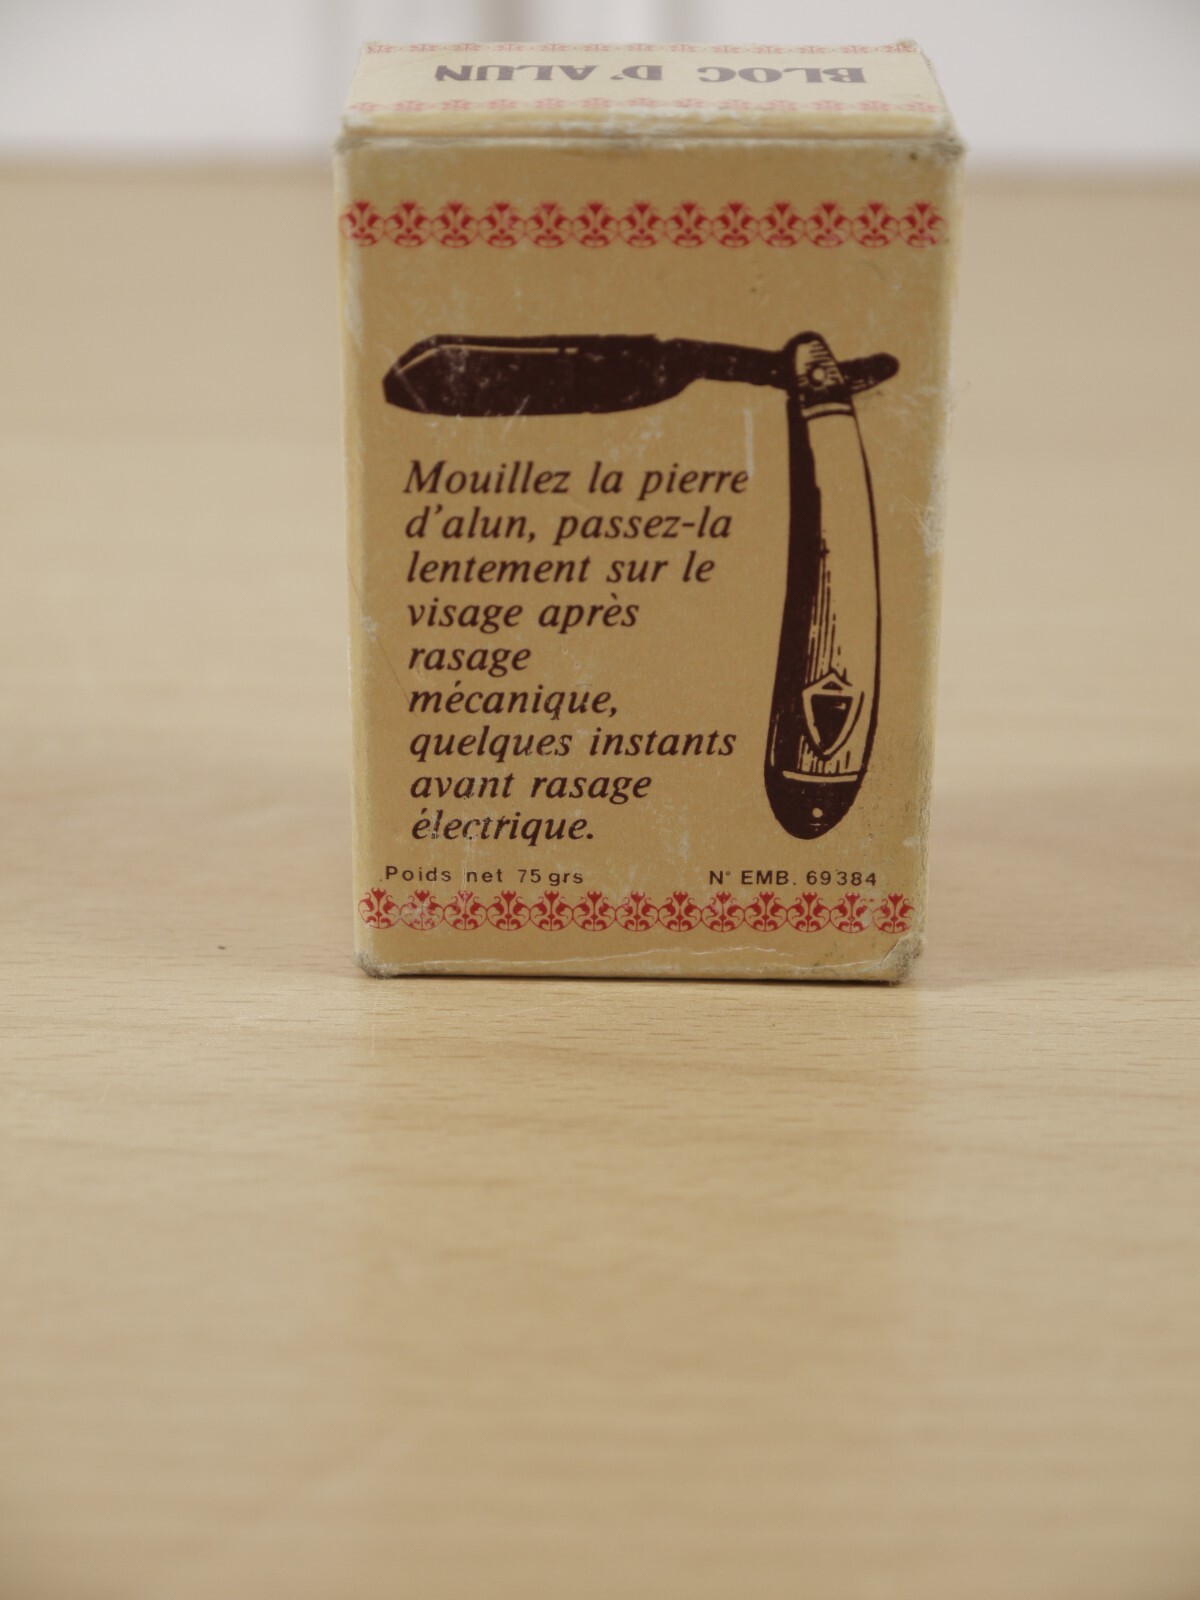 BLOC D'ALUN
Mouillez la pierre
d'alun, passez-la
lentement sur le
visage après
rasage
mécanique,
quelques instants
avant rasage
électrique.
Poids net 75 grs
N° EMB. 69384